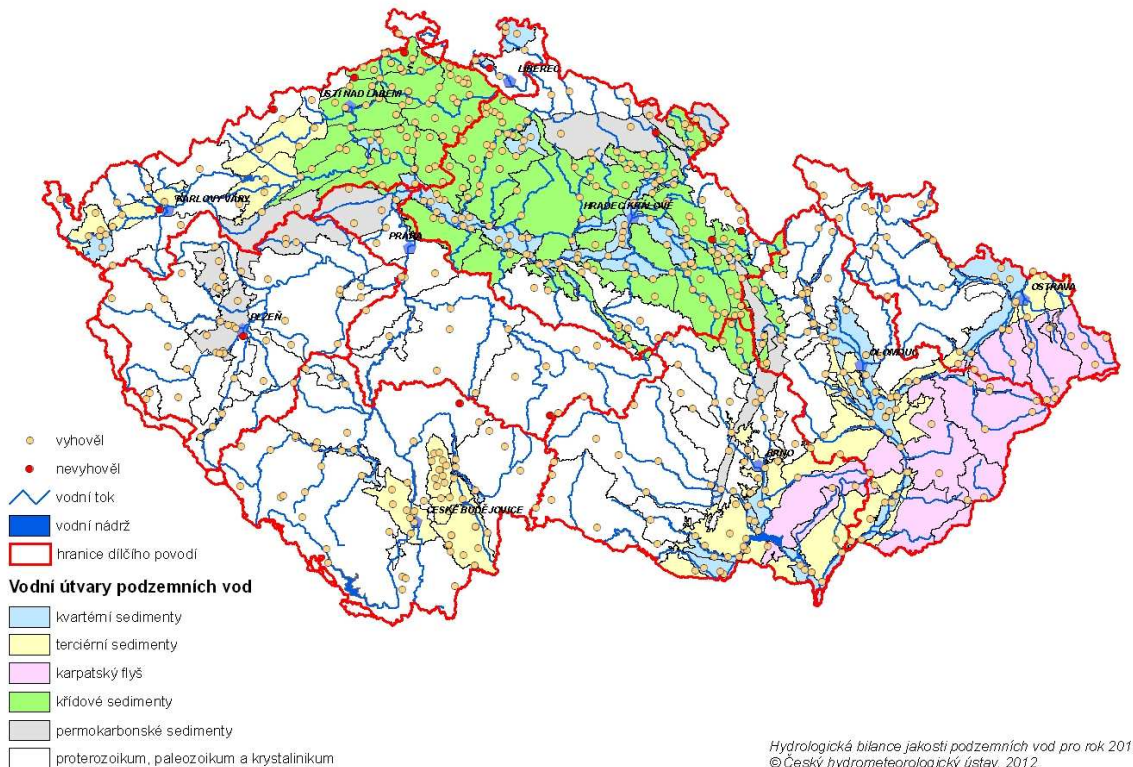 LIBEREC
ÚSTÍ NAD LABEM
KARLOVY VARY
HRADEC KRÁLOVÉ
PRAHA
PLZEŇ
OSTRAVA
OLOMOUC
BRNO
ČESKÉ BUDĚJOVICE
vyhověl
nevyhověl
vodní tok
vodní nádrž
hranice dílčího povodí
Vodní útvary podzemních vod
kvartérní sedimenty
terciérní sedimenty
karpatský flyš
křídové sedimenty
permokarbonské sedimenty
proterozoikum, paleozoikum a krystalinikum
Hydrologická bilance jakosti podzemních vod pro rok 201
© Český hydrometeorologický ústav, 2012